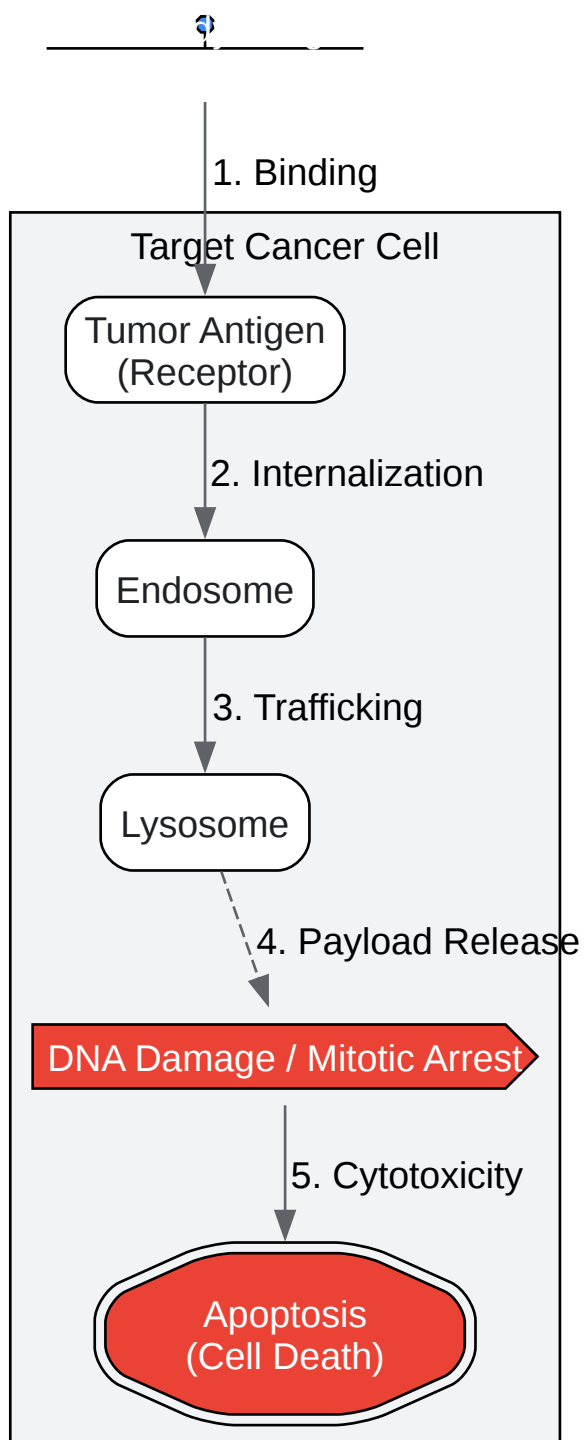 1. Binding
Target Cancer Cell
Tumor Antigen
(Receptor)
2. Internalization
Endosome
3. Trafficking
Lysosome
4. Payload Release
DNA Damage / Mitotic Arrest
5. Cytotoxicity
Apoptosis
(Cell Death)